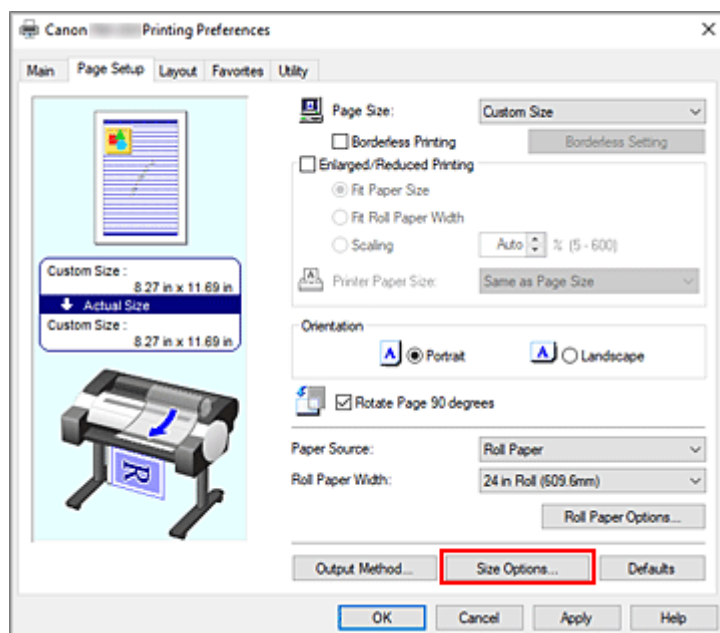 Canon Printing Preferences
Main Page Setup Layout Favorites Utility
Page Size: Custom Size
Borderless Printing Borderless Setting
Enlarged/Reduced Printing
Fit Paper Size
Fit Roll Paper Width
Scaling Auto % (5 - 600)
Printer Paper Size: Same as Page Size
Custom Size :
8.27 in x 11.69 in
Actual Size
Custom Size :
8.27 in x 11.69 in
Orientation
A Portrait A Landscape
Rotate Page 90 degrees
R
Paper Source: Roll Paper
Roll Paper Width: 24 in Roll (609.6mm)
Roll Paper Options...
Output Method... Size Options... Defaults
OK Cancel Apply Help